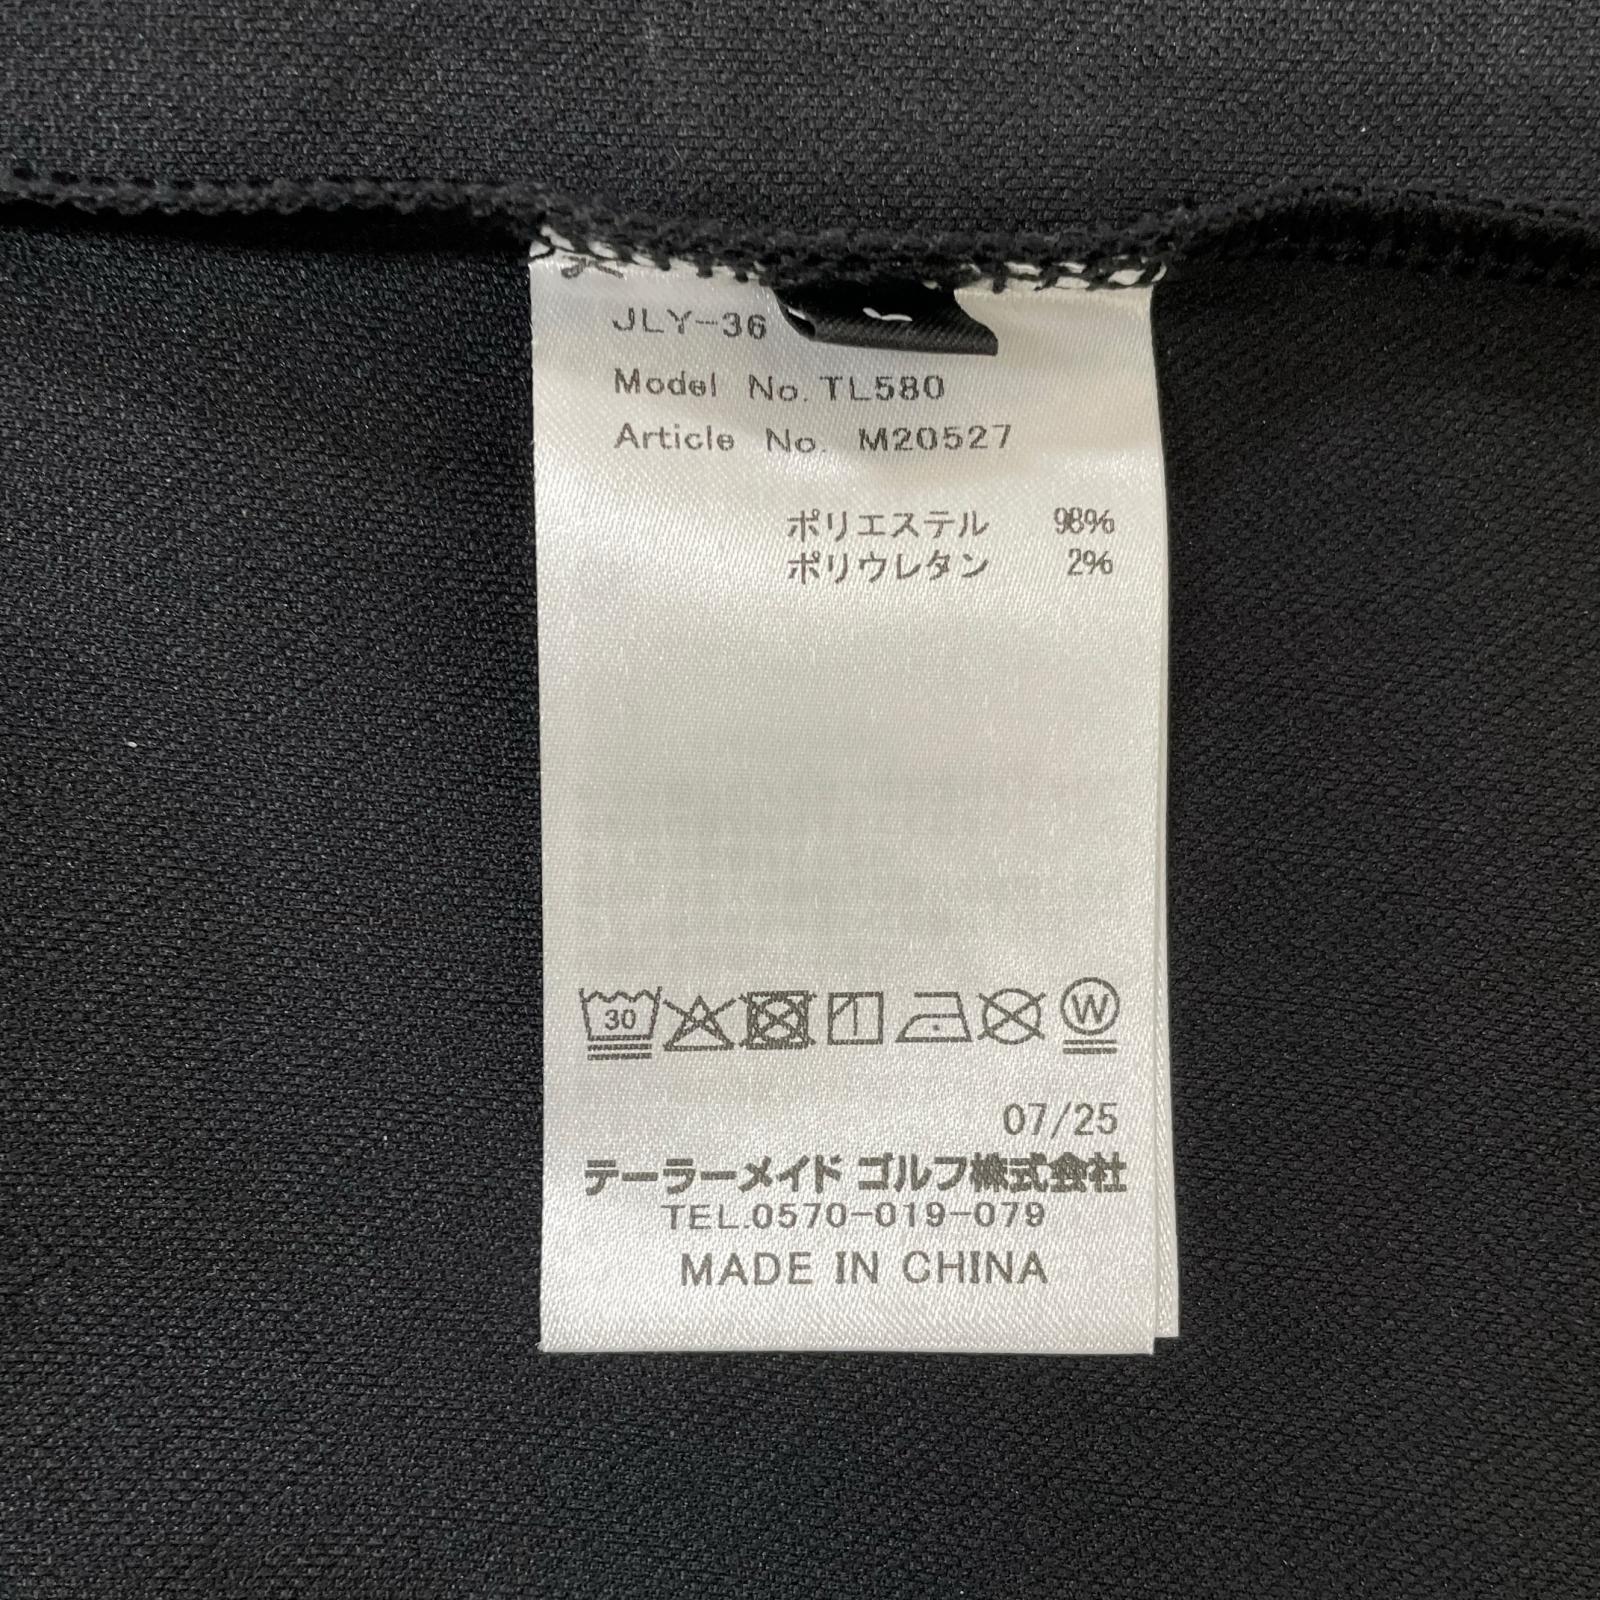 JLY-36
Model No. TL580
Article No. M20527
ポリエステル 98%
ポリウレタン 2%
30
W
07/25
テーラーメイド ゴルフ株式会社
TEL.0570-019-079
MADE IN CHINA